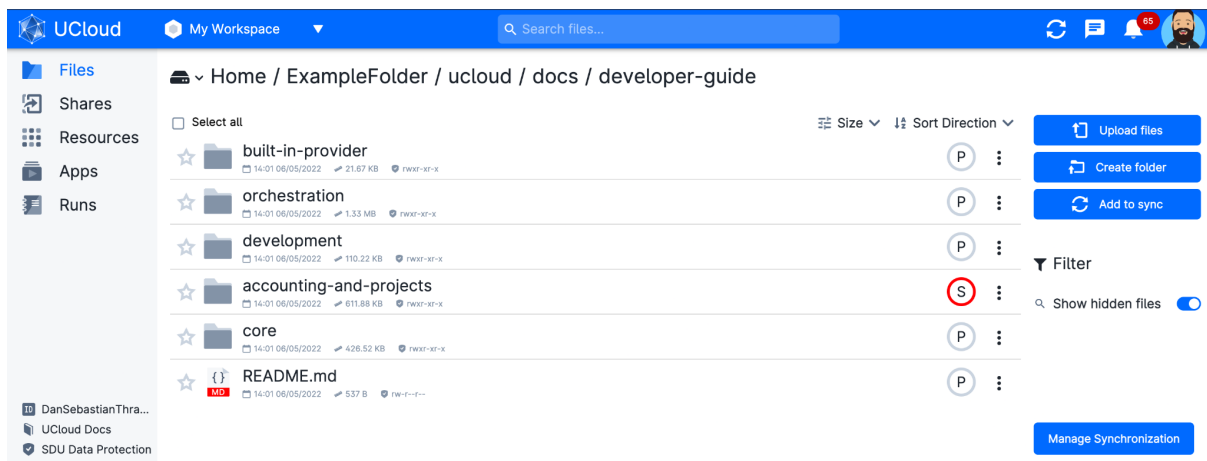 UCloud
My Workspace
Search files...
65
Files
Shares
Resources
Apps
Runs
Home / ExampleFolder / ucloud / docs / developer-guide
Select all
Size
Sort Direction
built-in-provider
14:01 06/05/2022 21.67 KB rwxr-xr-x
P
orchestration
14:01 06/05/2022 1.33 MB rwxr-xr-x
P
development
14:01 06/05/2022 110.22 KB rwxr-xr-x
P
accounting-and-projects
14:01 06/05/2022 611.88 KB rwxr-xr-x
S
core
14:01 06/05/2022 426.52 KB rwxr-xr-x
P
{} MD
README.md
14:01 06/05/2022 537 B rw-r--r--
P
Upload files
Create folder
Add to sync
Filter
Show hidden files
Manage Synchronization
ID DanSebastianThra...
UCloud Docs
SDU Data Protection